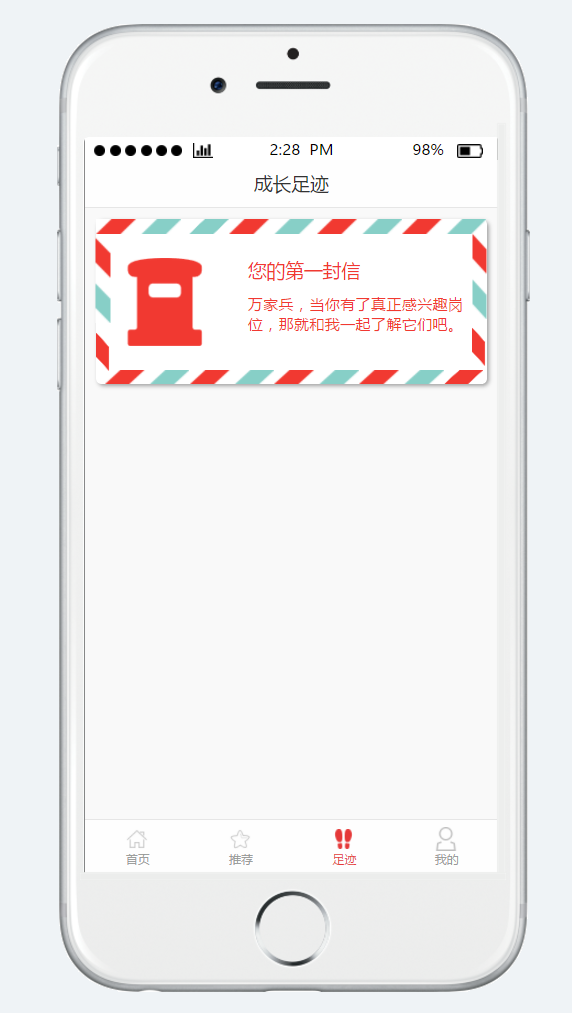 2:28 PM
98%
成长足迹
您的第一封信
万家兵，当你有了真正感兴趣岗
位，那就和我一起了解它们吧。
首页
推荐
足迹
我的